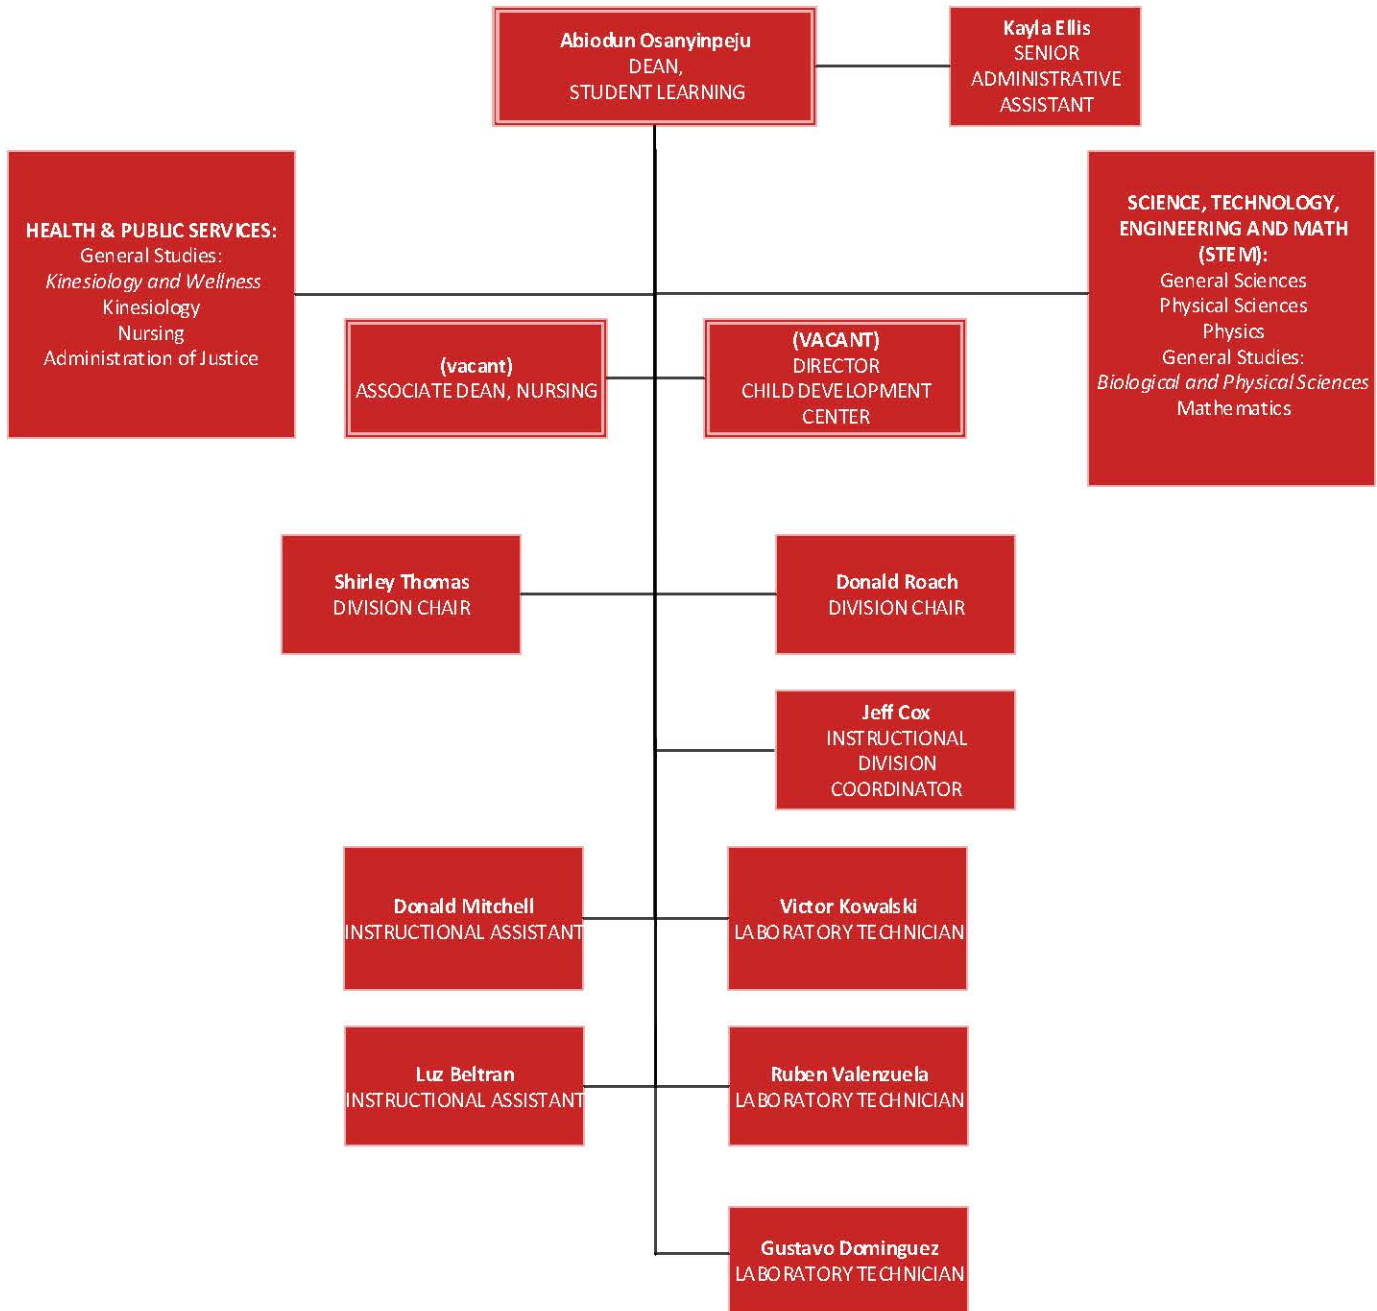 Abiodun Osanyinpeju
DEAN,
STUDENT LEARNING
Kayla Ellis
SENIOR
ADMINISTRATIVE
ASSISTANT
HEALTH & PUBLIC SERVICES:
General Studies:
Kinesiology and Wellness
Kinesiology
Nursing
Administration of Justice
SCIENCE, TECHNOLOGY,
ENGINEERING AND MATH
(STEM):
General Sciences
Physical Sciences
Physics
General Studies:
Biological and Physical Sciences
Mathematics
(vacant)
ASSOCIATE DEAN, NURSING
(VACANT)
DIRECTOR
CHILD DEVELOPMENT
CENTER
Shirley Thomas
DIVISION CHAIR
Donald Roach
DIVISION CHAIR
Jeff Cox
INSTRUCTIONAL
DIVISION
COORDINATOR
Donald Mitchell
INSTRUCTIONAL ASSISTANT
Victor Kowalski
LABORATORY TECHNICIAN
Luz Beltran
INSTRUCTIONAL ASSISTANT
Ruben Valenzuela
LABORATORY TECHNICIAN
Gustavo Dominguez
LABORATORY TECHNICIAN